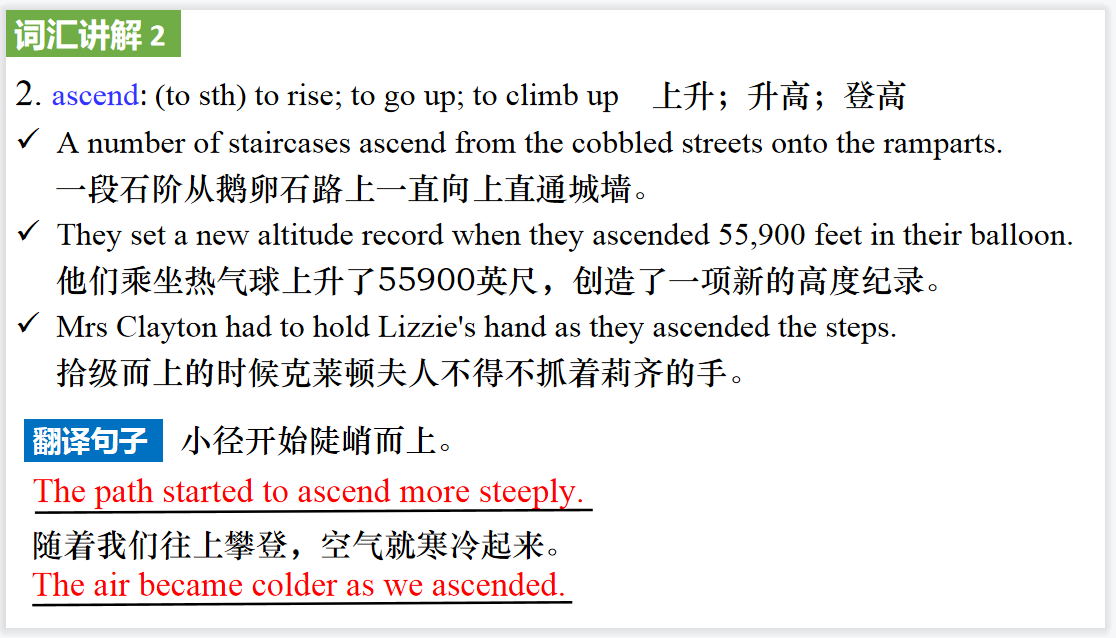 词汇讲解 2
2. ascend: (to sth) to rise; to go up; to climb up 上升；升高；登高
✓ A number of staircases ascend from the cobbled streets onto the ramparts.
一段石阶从鹅卵石路上一直向上直通城墙。
✓ They set a new altitude record when they ascended 55,900 feet in their balloon.
他们乘坐热气球上升了55900英尺，创造了一项新的高度纪录。
✓ Mrs Clayton had to hold Lizzie's hand as they ascended the steps.
拾级而上的时候克莱顿夫人不得不抓着莉齐的手。
翻译句子 小径开始陡峭而上。
The path started to ascend more steeply.
随着我们往上攀登，空气就寒冷起来。
The air became colder as we ascended.